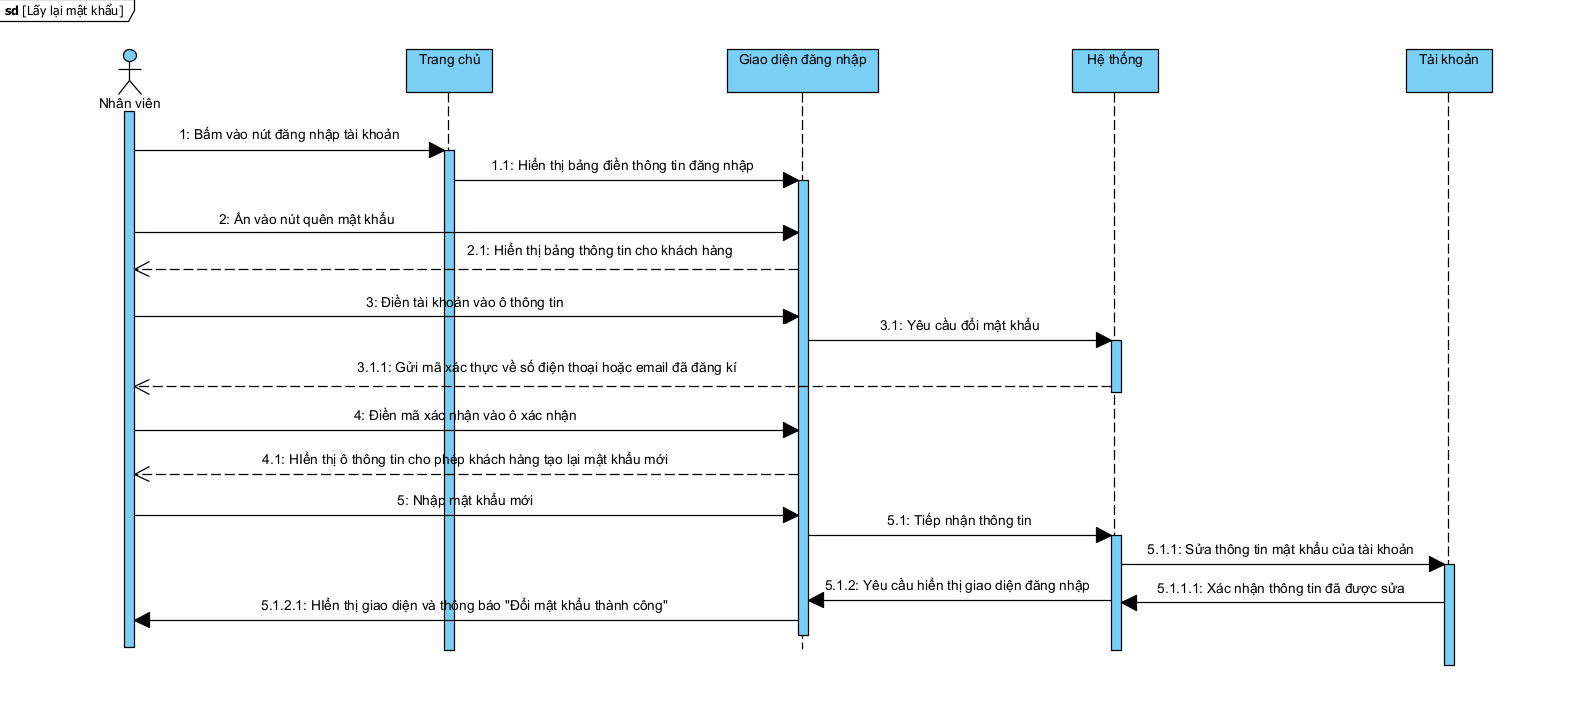 sd [Lấy lại mật khẩu]
Nhân viên
Trang chủ
Giao diện đăng nhập
Hệ thống
Tài khoản
1: Bấm vào nút đăng nhập tài khoản
1.1: Hiển thị bảng điền thông tin đăng nhập
2: Ấn vào nút quên mật khẩu
2.1: Hiển thị bảng thông tin cho khách hàng
3: Điền tài khoản vào ô thông tin
3.1: Yêu cầu đổi mật khẩu
3.1.1: Gửi mã xác thực về số điện thoại hoặc email đã đăng kí
4: Điền mã xác nhận vào ô xác nhận
4.1: HIển thị ô thông tin cho phép khách hàng tạo lại mật khẩu mới
5: Nhập mật khẩu mới
5.1: Tiếp nhận thông tin
5.1.1: Sửa thông tin mật khẩu của tài khoản
5.1.2: Yêu cầu hiển thị giao diện đăng nhập
5.1.1.1: Xác nhận thông tin đã được sửa
5.1.2.1: HIển thị giao diện và thông báo "Đổi mật khẩu thành công"